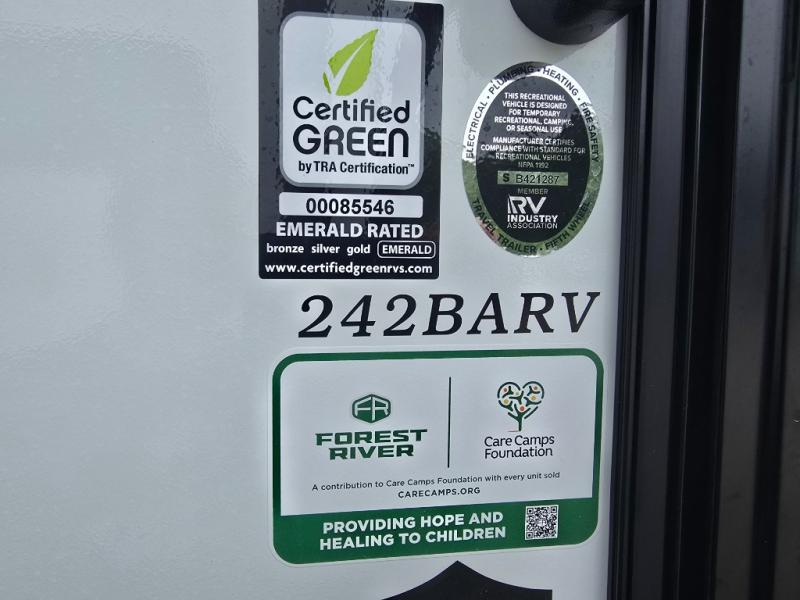 Certified
GREEN
by TRA Certification™
00085546
EMERALD RATED
bronze silver gold EMERALD
www.certifiedgreenrvs.com
ELECTRICAL • PLUMBING • HEATING • FIRE SAFETY
THIS RECREATIONAL
VEHICLE IS DESIGNED
FOR TEMPORARY
RECREATIONAL, CAMPING,
OR SEASONAL USE
MANUFACTURER CERTIFIES
COMPLIANCE WITH STANDARD FOR
RECREATIONAL VEHICLES
NFPA 1192
S B421287
MEMBER
RV
INDUSTRY
ASSOCIATION
TRAVEL TRAILER • FIFTH WHEEL
242BARV
FR
FOREST
RIVER
Care Camps
Foundation
A contribution to Care Camps Foundation with every unit sold
CARECAMPS.ORG
PROVIDING HOPE AND
HEALING TO CHILDREN